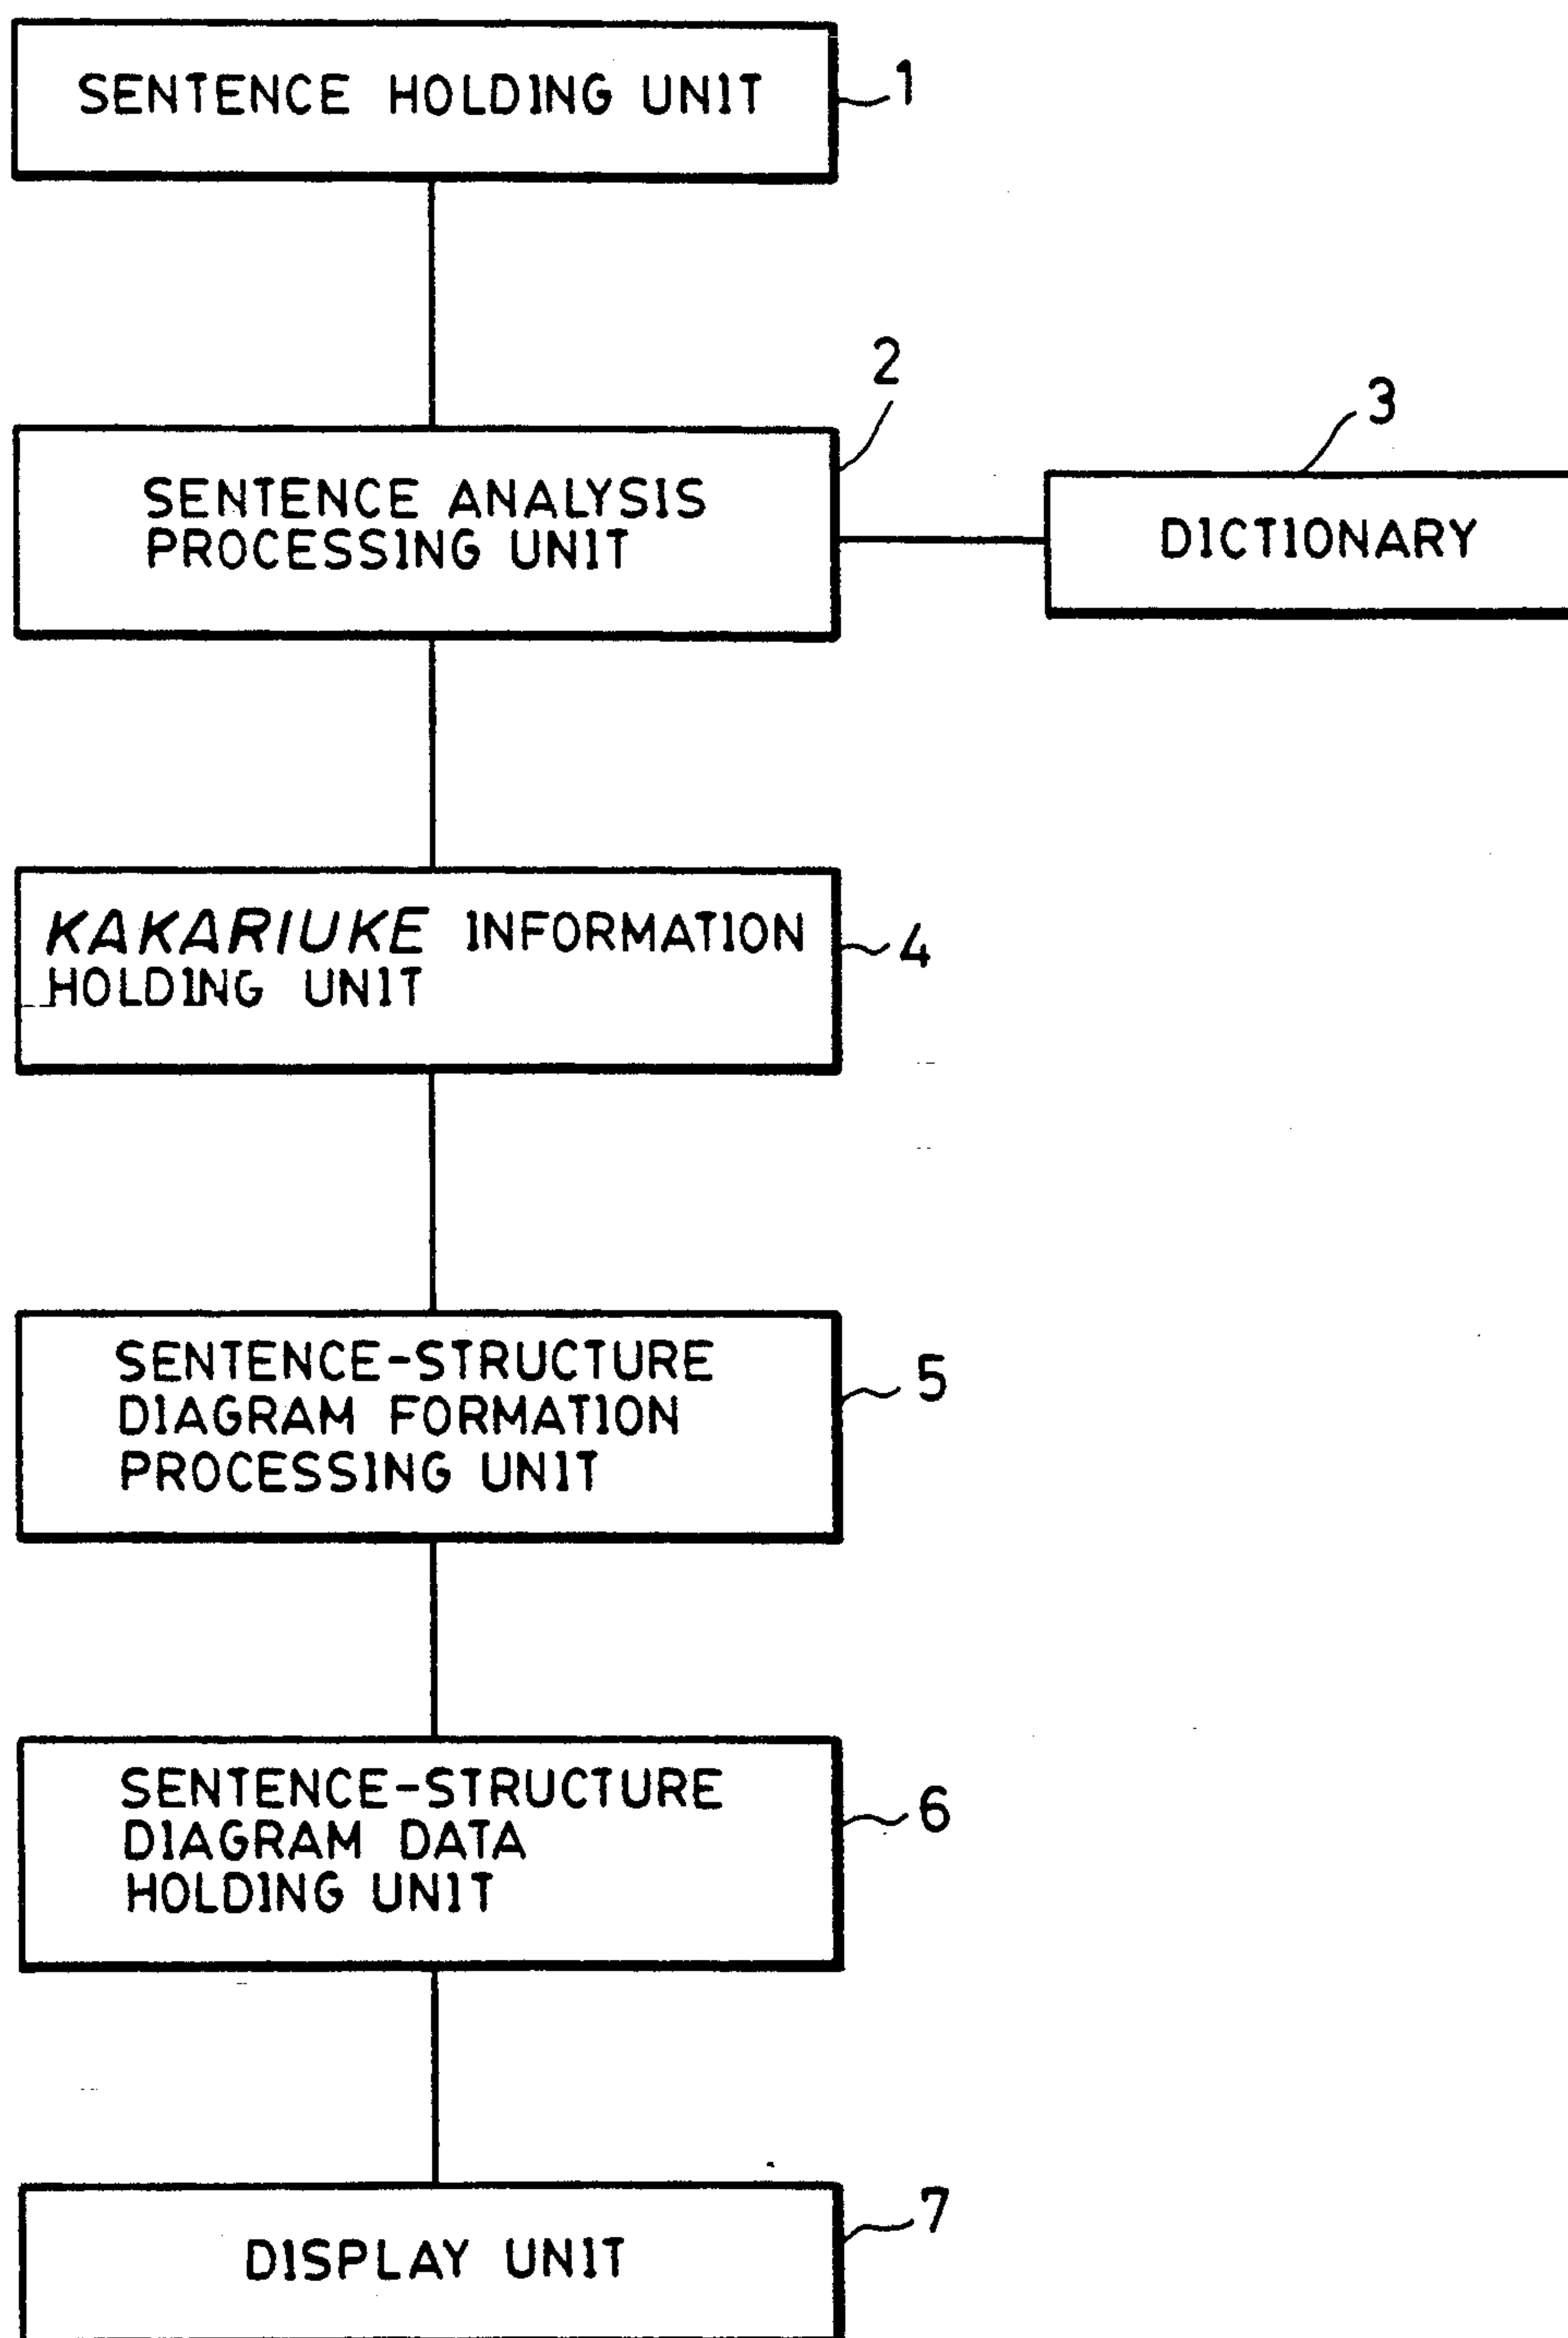 SENTENCE HOLDING UNIT
1
2
SENTENCE ANALYSIS
PROCESSING UNIT
3
DICTIONARY
KAKARIUKE INFORMATION
HOLDING UNIT
4
SENTENCE-STRUCTURE
DIAGRAM FORMATION
PROCESSING UNIT
5
SENTENCE-STRUCTURE
DIAGRAM DATA
HOLDING UNIT
6
DISPLAY UNIT
7